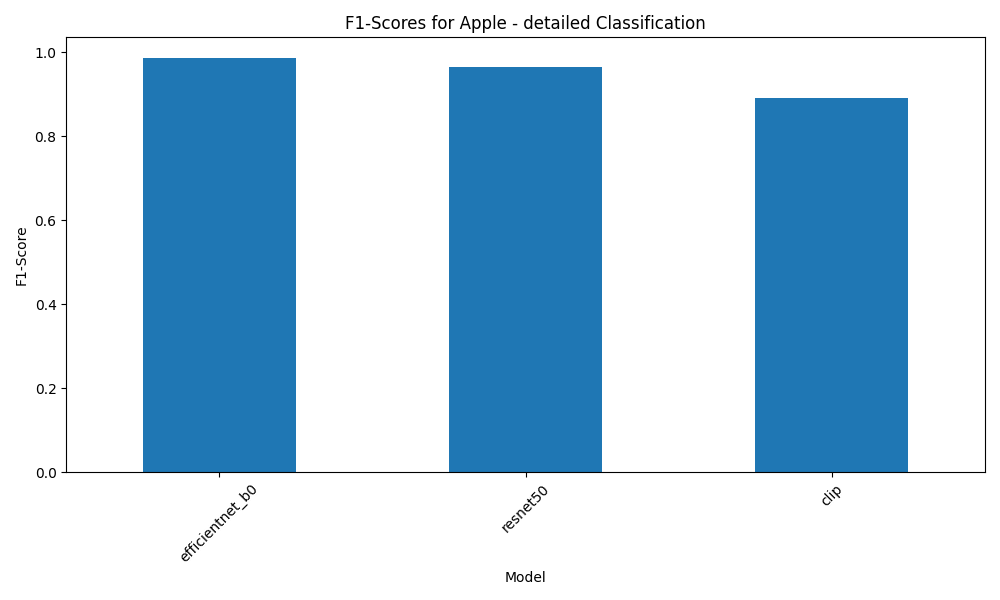 F1-Scores for Apple - detailed Classification
F1-Score
1.0
0.8
0.6
0.4
0.2
0.0
efficientnet_b0
resnet50
clip
Model